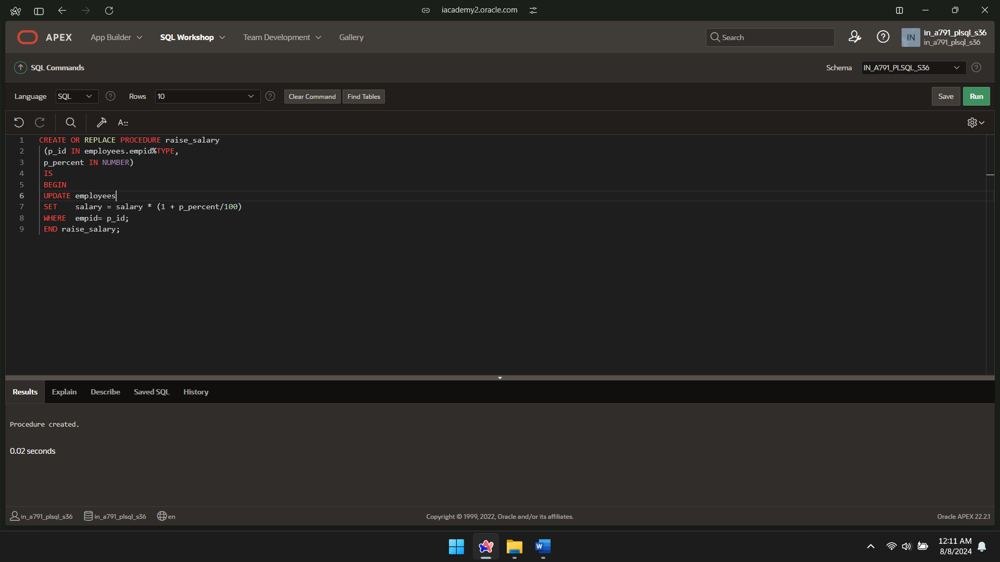 iacademy2.oracle.com
APEX App Builder SQL Workshop Team Development Gallery Search IN in_a791_plsql_s36
in_a791_plsql_s36
SQL Commands Schema IN_A791_PLSQL_S36
Language SQL Rows 10 Clear Command Find Tables Save Run
A::
1 CREATE OR REPLACE PROCEDURE raise_salary
2 (p_id IN employees.empid%TYPE,
3 p_percent IN NUMBER)
4 IS
5 BEGIN
6 UPDATE employees
7 SET    salary = salary * (1 + p_percent/100)
8 WHERE  empid= p_id;
9 END raise_salary;
Results Explain Describe Saved SQL History
Procedure created.
0.02 seconds
in_a791_plsql_s36 in_a791_plsql_s36 en Copyright © 1999, 2022, Oracle and/or its affiliates. Oracle APEX 22.2.1
W 12:11 AM
8/8/2024